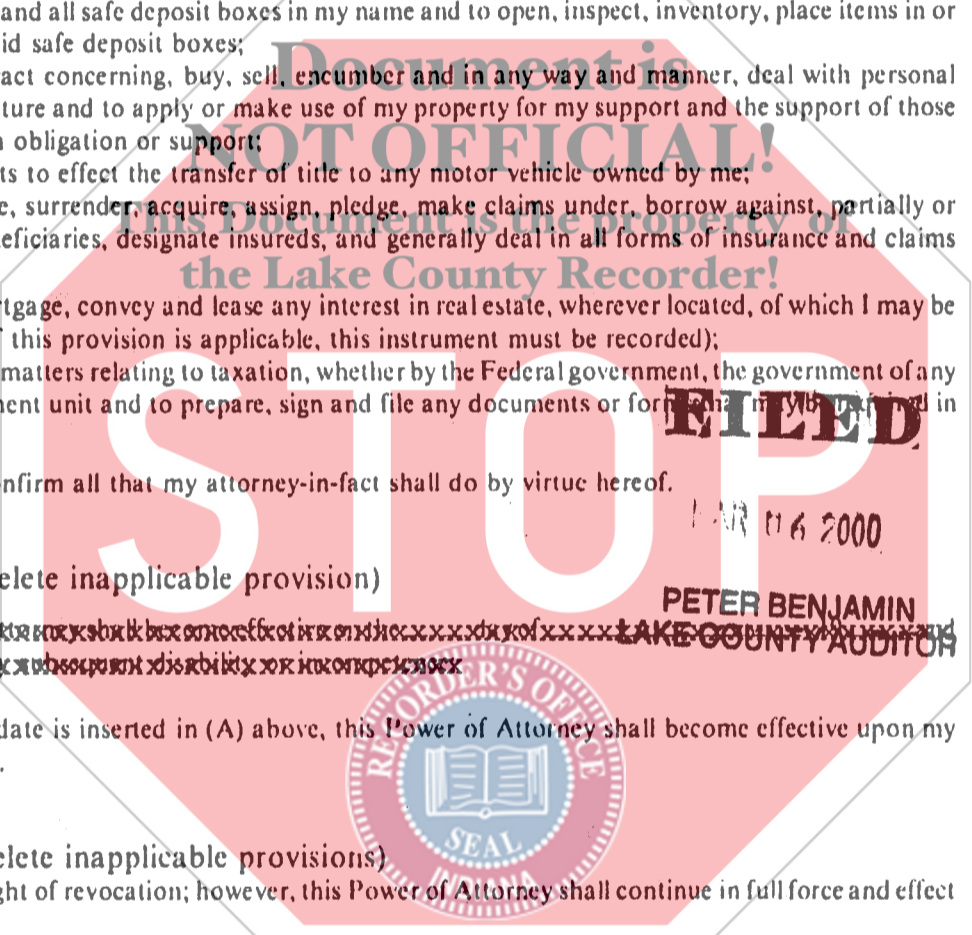 and all safe deposit boxes in my name and to open, inspect, inventory, place items in or
id safe deposit boxes;
Document is
act concerning, buy, sell, encumber and in any way and manner, deal with personal
ture and to apply or make use of my property for my support and the support of those
obligation or support;
NOT OFFICIAL!
ts to effect the transfer of title to any motor vehicle owned by me;
e, surrender, acquire, assign, pledge, make claims under, borrow against, partially or
This Document is the property of
eficiaries, designate insureds, and generally deal in all forms of insurance and claims
the Lake County Recorder!
tgage, convey and lease any interest in real estate, wherever located, of which I may be
this provision is applicable, this instrument must be recorded);
matters relating to taxation, whether by the Federal government, the government of any
ment unit and to prepare, sign and file any documents or in
FILED
STOP
nfirm all that my attorney-in-fact shall do by virtue hereof.
16 2000
elete inapplicable provision)
PETER BENJAMIN
LAKE COUNTY AUDITOR
RECORDER'S OFFICE
date is inserted in (A) above, this Power of Attorney shall become effective upon my
SEAL
INDIANA
elete inapplicable provisions)
ght of revocation; however, this Power of Attorney shall continue in full force and effect